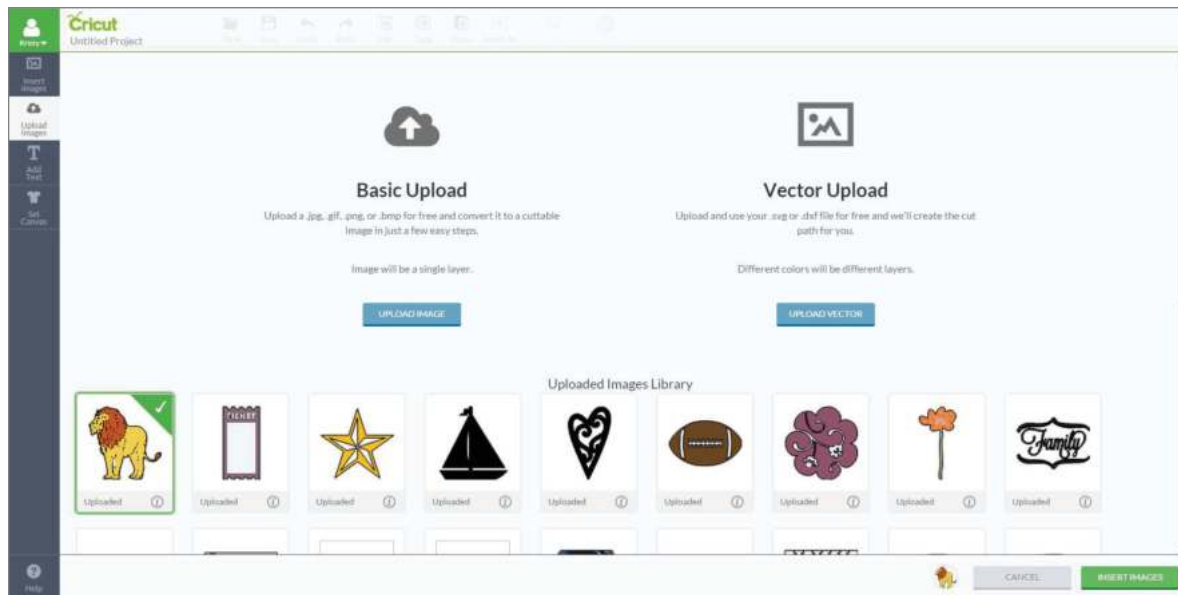 Cricut
Untitled Project
Kristy
Insert
Images
Upload
Images
Add
Text
Set
Canvas
Help
Basic Upload
Upload a .jpg, .gif, .png, or .bmp for free and convert it to a cuttable
image in just a few easy steps.
Image will be a single layer.
UPLOAD IMAGE
Vector Upload
Upload and use your .svg or .dxf file for free and we'll create the cut
path for you.
Different colors will be different layers.
UPLOAD VECTOR
Uploaded Images Library
TICKET
Family
Uploaded
Uploaded
Uploaded
Uploaded
Uploaded
Uploaded
Uploaded
Uploaded
Uploaded
CANCEL
INSERT IMAGES